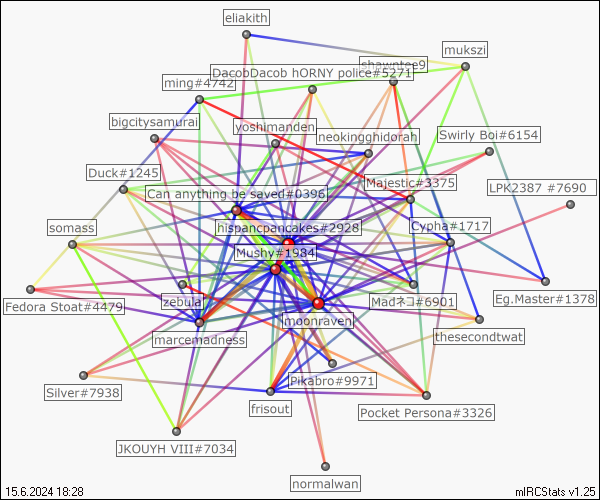 eliakith
mukszi
shawntee9
DacobDacob hORNY police#5271
ming#4742
bigcitysamurai
yoshimanden
neokingghidorah
Swirly Boi#6154
Duck#1245
Can anything be saved#0396
Majestic#3375
LPK2387 #7690
somass
hispancpancakes#2928
Cypha#1717
Mushy#1984
Fedora Stoat#4479
zebula
Madネコ#6901
Eg.Master#1378
moonraven
marcemadness
thesecondtwat
Silver#7938
Pikabro#9971
frisout
Pocket Persona#3326
JKOUYH VIII#7034
normalwan
15.6.2024 18:28
mIRCStats v1.25